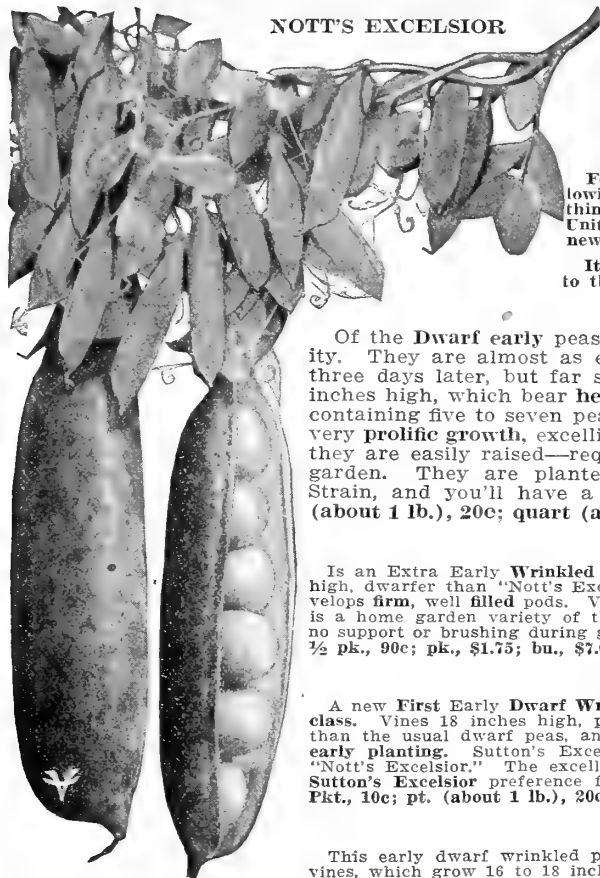 NOTT'S EXCELSIOR
F
lowi
thin
Unit
new
It
to th
Of the Dwarf early peas
ity. They are almost as e
three days later, but far s
inches high, which bear he
containing five to seven pea
very prolific growth, excelli
they are easily raised—req
garden. They are plante
Strain, and you'll have a
(about 1 lb.), 20c; quart (a
Is an Extra Early Wrinkled
high, dwarfer than "Nott's Exc
velops firm, well filled pods. V
is a home garden variety of t
no support or brushing during g
½ pk., 90c; pk., $1.75; bu., $7.
A new First Early Dwarf Wr
class. Vines 18 inches high, p
than the usual dwarf peas, an
early planting. Sutton's Exce
"Nott's Excelsior." The excell
Sutton's Excelsior preference f
Pkt., 10c; pt. (about 1 lb.), 20c
This early dwarf wrinkled p
vines, which grow 16 to 18 incl